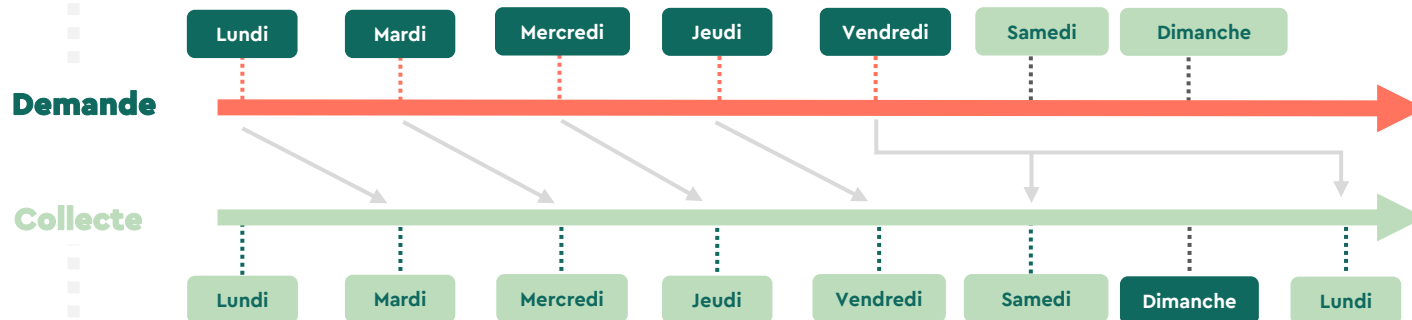 Lundi
Mardi
Mercredi
Jeudi
Vendredi
Samedi
Dimanche
Demande
Collecte
Lundi
Mardi
Mercredi
Jeudi
Vendredi
Samedi
Dimanche
Lundi